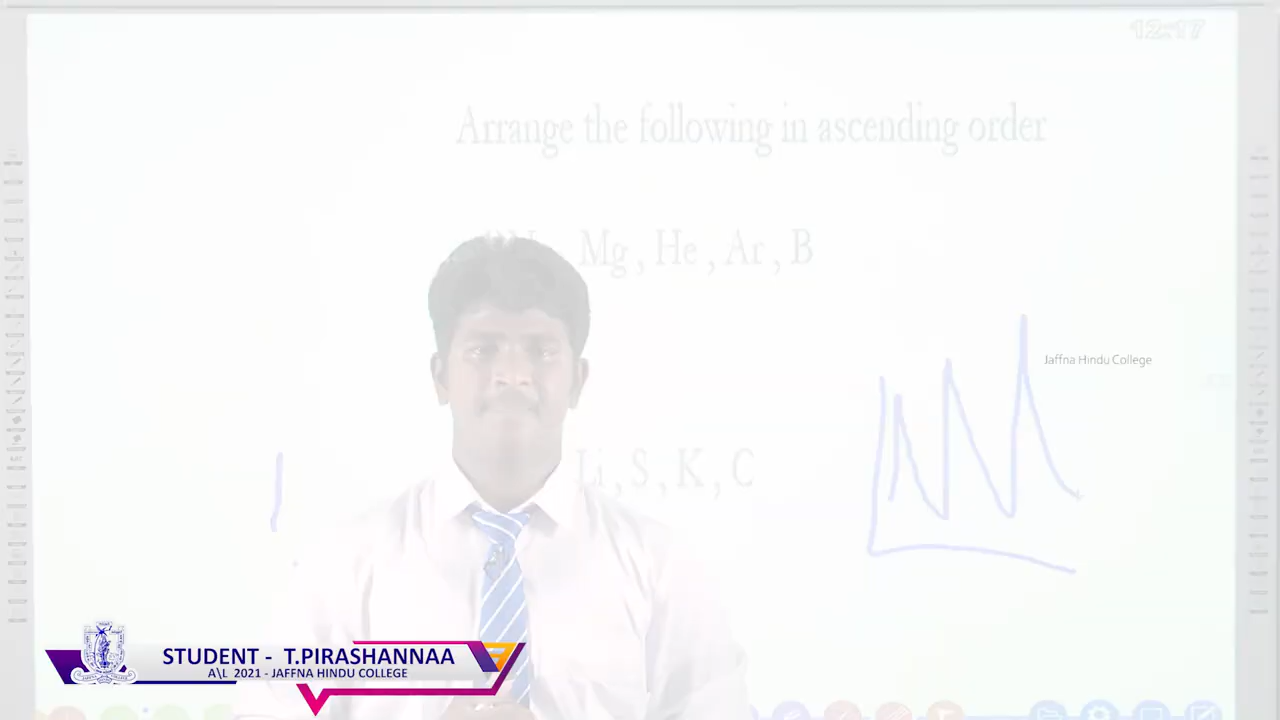 12:17
Arrange the following in ascending order
Mg , He , Ar , B
Jaffna Hindu College
Li , S , K , C
STUDENT - T.PIRASHANNAA
A\L 2021 - JAFFNA HINDU COLLEGE